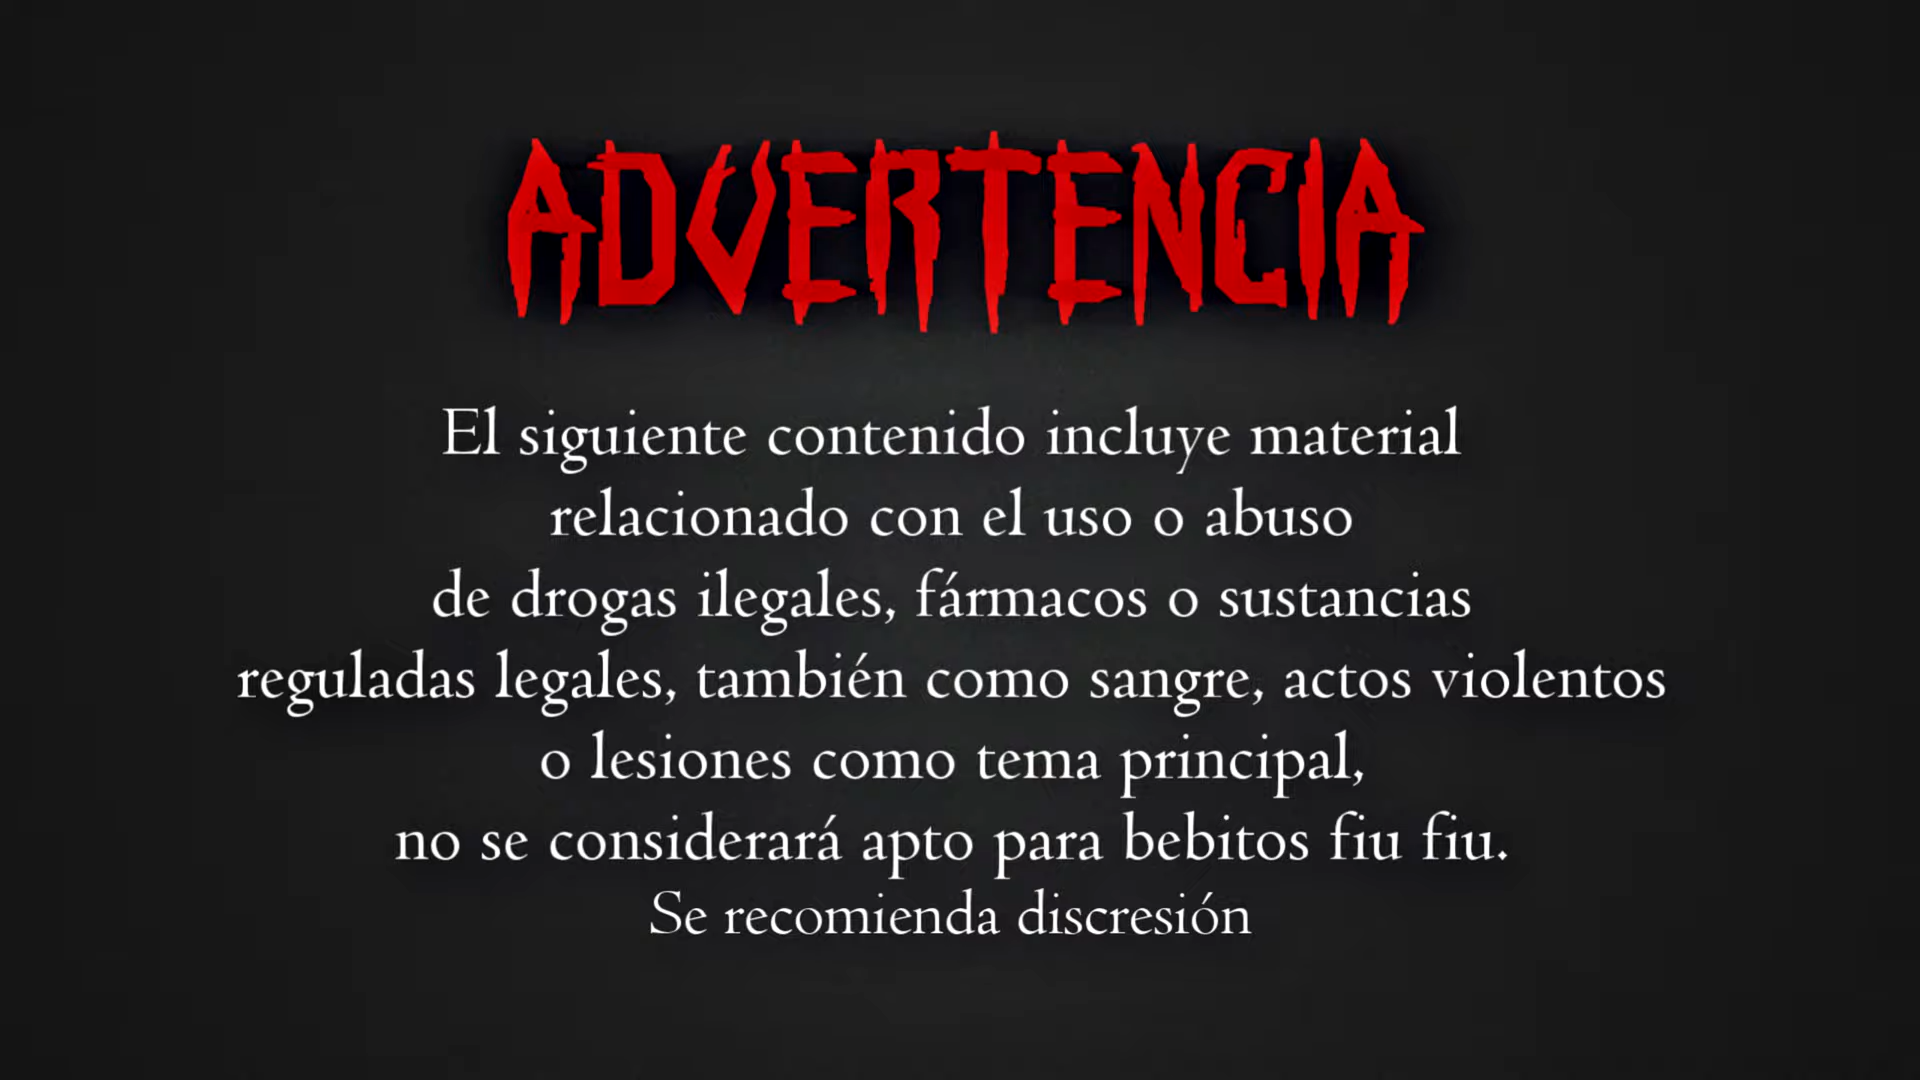 ADVERTENCIA
El siguiente contenido incluye material
relacionado con el uso o abuso
de drogas ilegales, fármacos o sustancias
reguladas legales, también como sangre, actos violentos
o lesiones como tema principal,
no se considerará apto para bebitos fiu fiu.
Se recomienda discresión